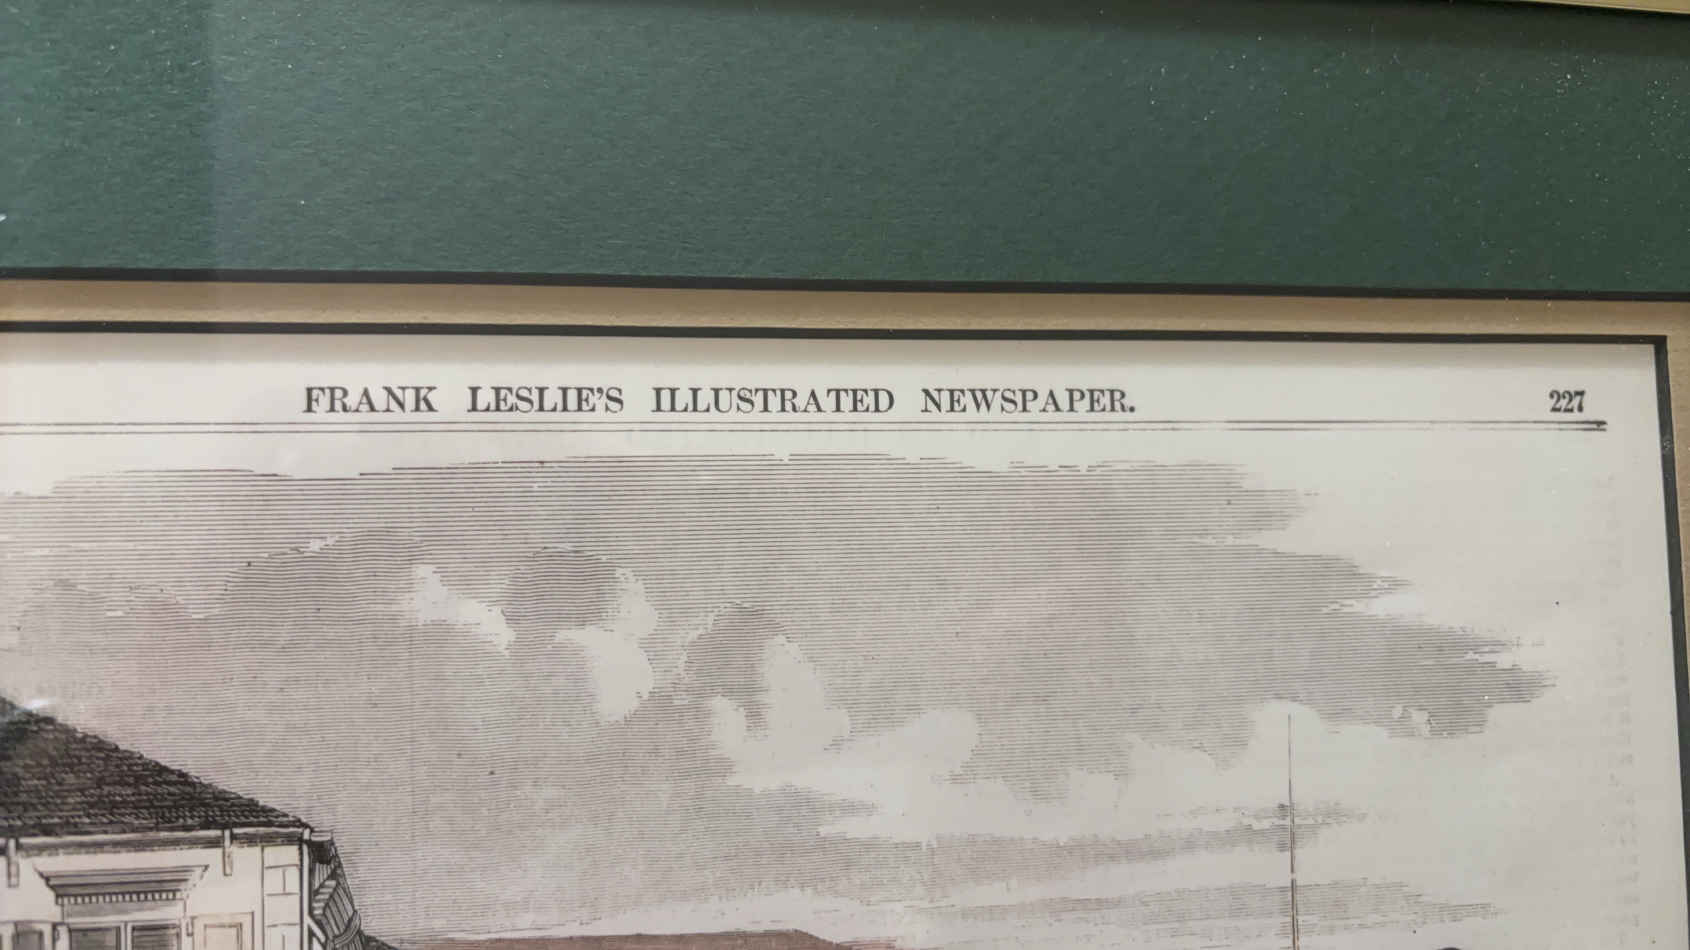 FRANK LESLIE'S ILLUSTRATED NEWSPAPER. 227